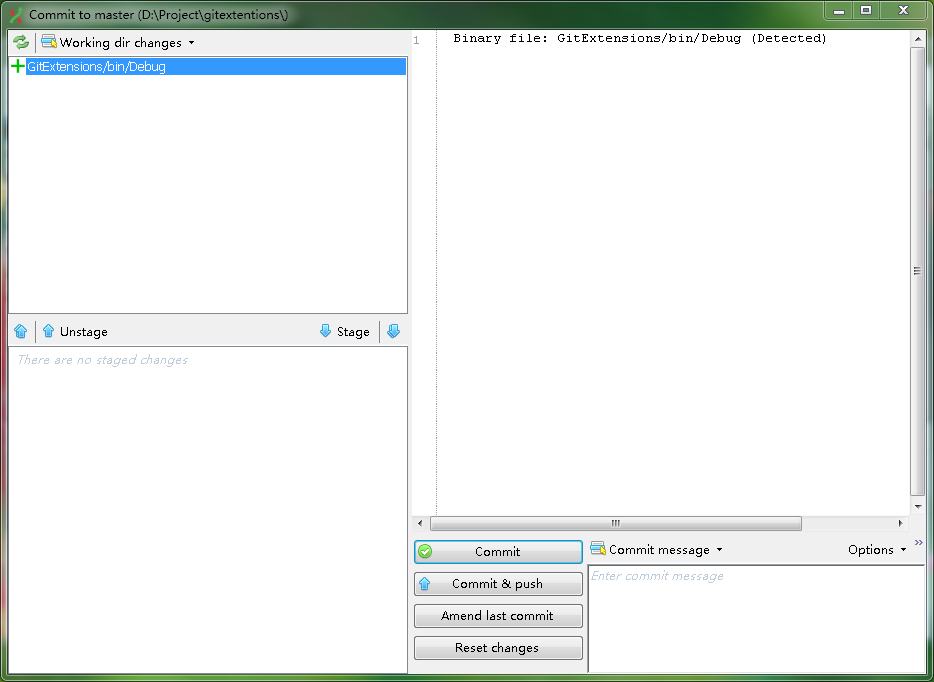 Commit to master (D:\Project\gitextentions\)
Working dir changes
GitExtensions/bin/Debug
1 Binary file: GitExtensions/bin/Debug (Detected)
Unstage Stage
There are no staged changes
Commit
Commit & push
Amend last commit
Reset changes
Commit message Options
Enter commit message